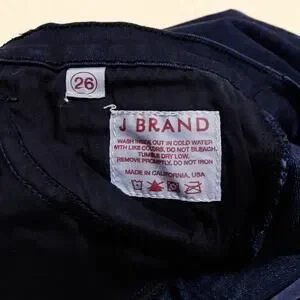 26
J BRAND
WASH INSIDE OUT IN COLD WATER
WITH LIKE COLORS. DO NOT BLEACH.
TUMBLE DRY LOW.
REMOVE PROMPTLY, DO NOT IRON
MADE IN CALIFORNIA, USA